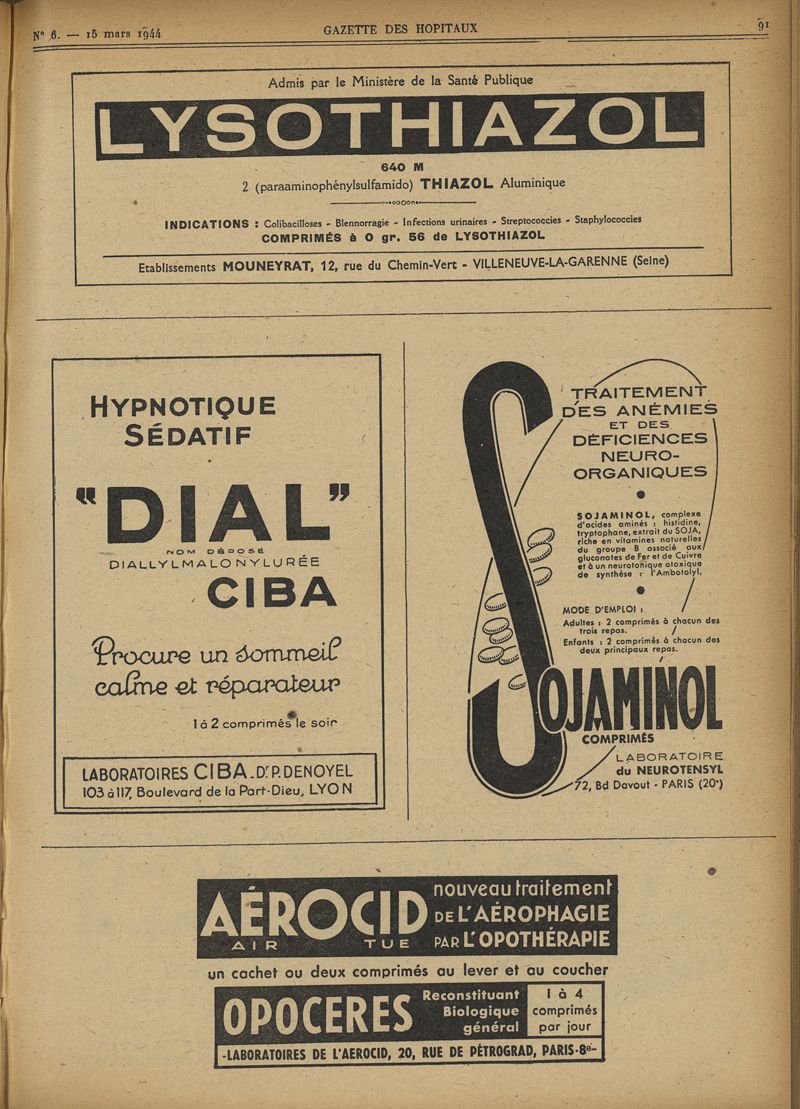 N° 6. — 15 mars 1944
GAZETTE DES HOPITAUX
91
Admis par le Ministère de la Santé Publique
LYSOTHIAZOL
640 M
2 (paraaminophénylsulfamido) THIAZOL Aluminique
INDICATIONS : Colibacilloses - Blennorragie - Infections urinaires - Streptococcies - Staphylococcies
COMPRIMÉS à 0 gr. 56 de LYSOTHIAZOL
Etablissements MOUNEYRAT, 12, rue du Chemin-Vert - VILLENEUVE-LA-GARENNE (Seine)
HYPNOTIQUE
SÉDATIF
"DIAL"
NOM DÉPOSÉ
DIALLYLMALONYLURÉE
CIBA
Procure un sommeil
calme et réparateur
1 à 2 comprimés le soir
LABORATOIRES CIBA_Dr. P. DENOYEL
103 à 117, Boulevard de la Part-Dieu, LYON
TRAITEMENT
DES ANÉMIES
ET DES
DÉFICIENCES
NEURO-
ORGANIQUES
SOJAMINOL, complexe
d'acides aminés : histidine,
tryptophane, extrait du SOJA,
riche en vitamines naturelles
du groupe B associé aux
gluconates de Fer et de Cuivre
et à un neurotonique atoxique
de synthèse : l'Ambotolyl.
MODE D'EMPLOI :
Adultes : 2 comprimés à chacun des
trois repas.
Enfants : 2 comprimés à chacun des
deux principaux repas.
SOJAMINOL
COMPRIMÉS
LABORATOIRE
du NEUROTENSYL
72, Bd Davout - PARIS (20e)
AÉROCID
AIR TUE
nouveau traitement
DE L'AÉROPHAGIE
PAR L'OPOTHÉRAPIE
un cachet ou deux comprimés au lever et au coucher
OPOCERES
Reconstituant
Biologique
général
1 à 4
comprimés
par jour
-LABORATOIRES DE L'AEROCID, 20, RUE DE PÉTROGRAD, PARIS-8e-